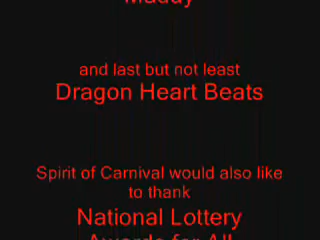 Maddy
and last but not least
Dragon Heart Beats
Spirit of Carnival would also like
to thank
National Lottery
Awards for All